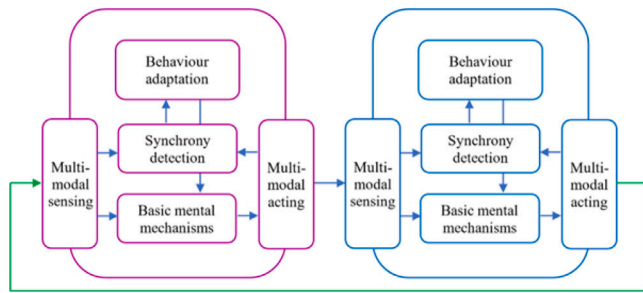 Behaviour
adaptation
Synchrony
detection
Basic mental
mechanisms
Multi-
modal
sensing
Multi-
modal
acting
Behaviour
adaptation
Synchrony
detection
Basic mental
mechanisms
Multi-
modal
sensing
Multi-
modal
acting